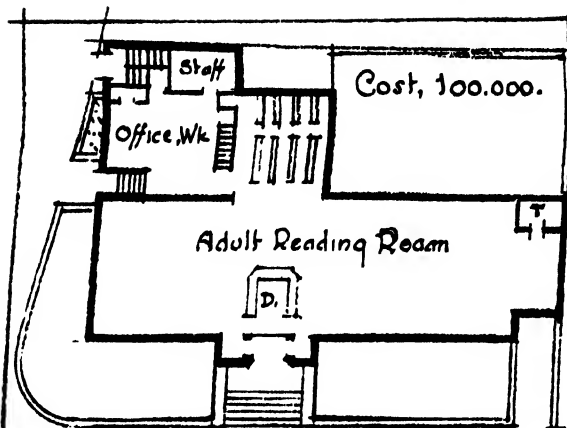 Staff
Cost, 100.000.
Office, Wk
T
Adult Reading Room
D.